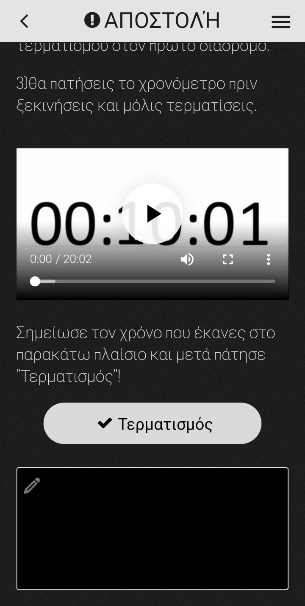 ΑΠΟΣΤΟΛΉ
τερματισμού στον πρώτο διάδρομο.
3)θα πατήσεις το χρονόμετρο πριν
ξεκινήσεις και μόλις τερματίσεις.
00:10:01
0:00 / 20:02
Σημείωσε τον χρόνο που έκανες στο
παρακάτω πλαίσιο και μετά πάτησε
"Τερματισμός"!
Τερματισμός